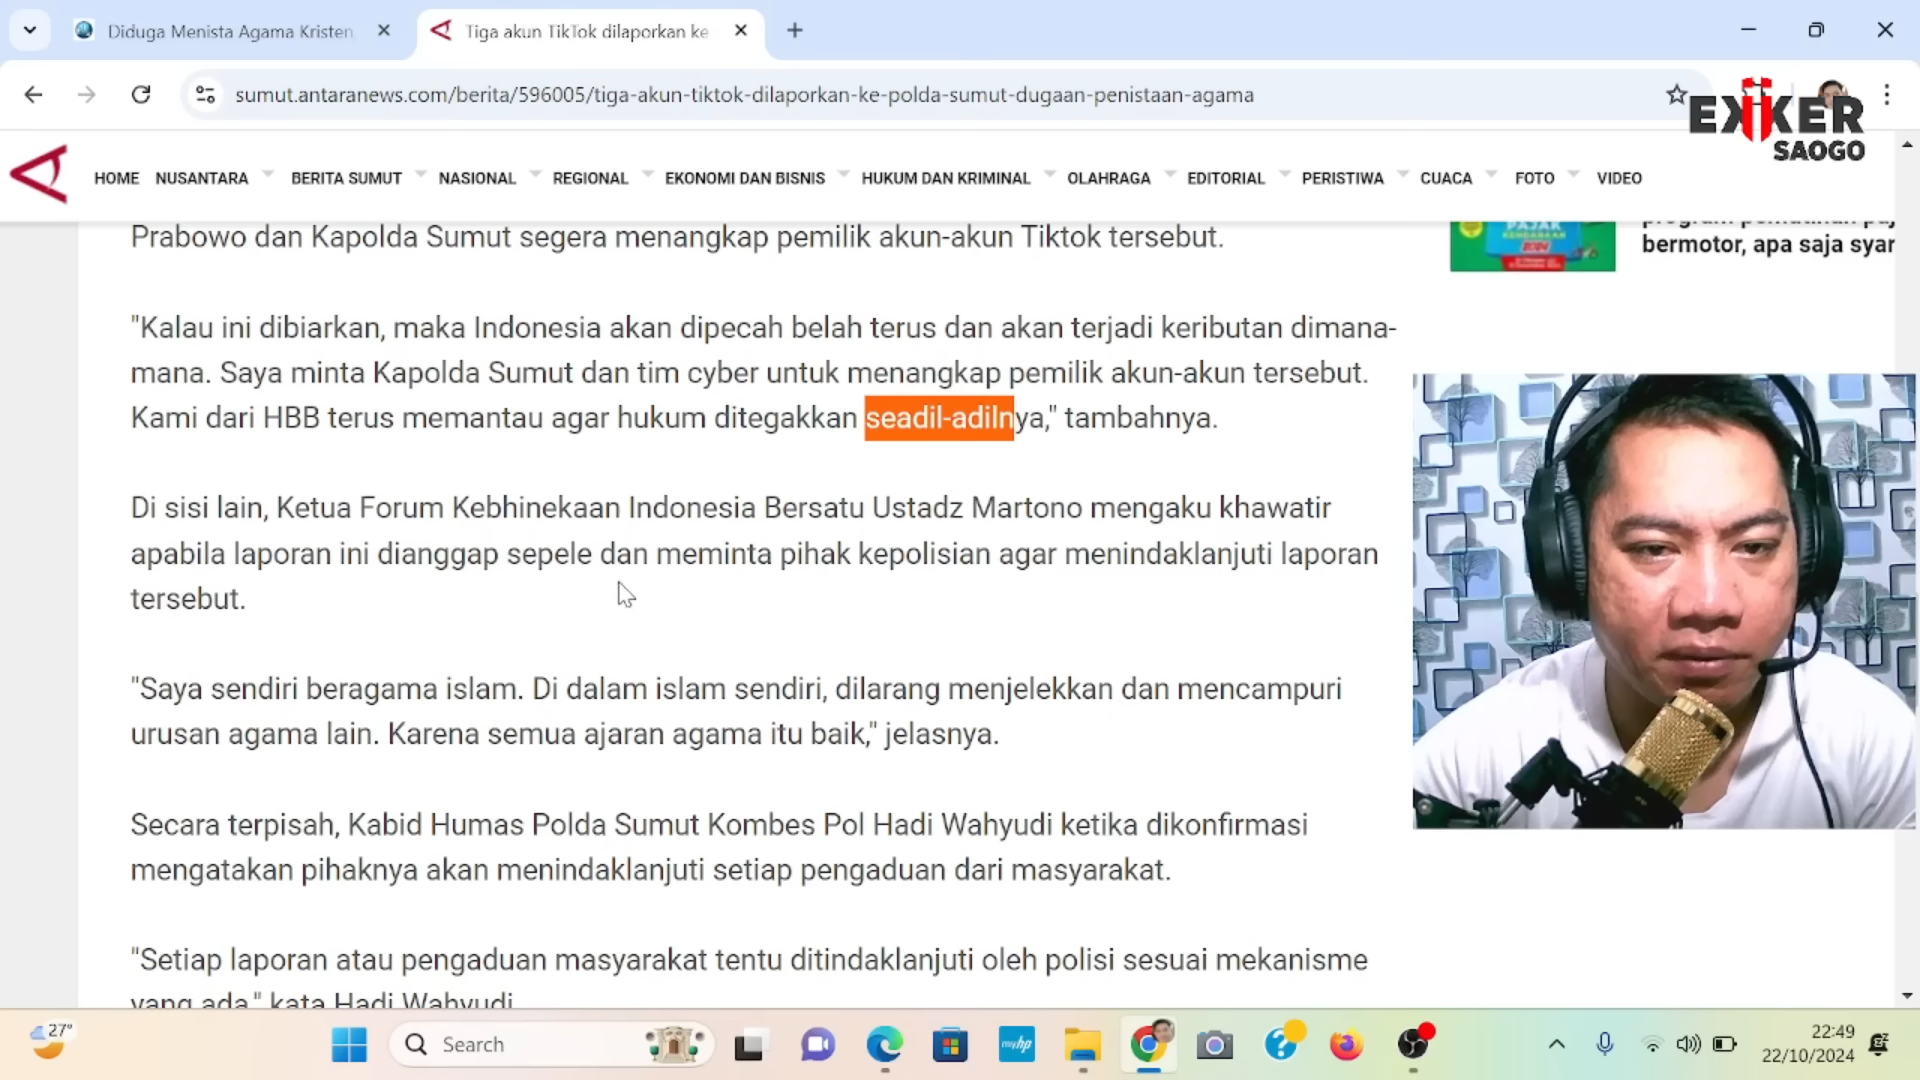 Diduga Menista Agama Kristen
Tiga akun TikTok dilaporkan ke
sumut.antaranews.com/berita/596005/tiga-akun-tiktok-dilaporkan-ke-polda-sumut-dugaan-penistaan-agama
SAOGO
HOME NUSANTARA BERITA SUMUT NASIONAL REGIONAL EKONOMI DAN BISNIS HUKUM DAN KRIMINAL OLAHRAGA EDITORIAL PERISTIWA CUACA FOTO VIDEO
Prabowo dan Kapolda Sumut segera menangkap pemilik akun-akun Tiktok tersebut.
PAJAK
bermotor, apa saja syar
"Kalau ini dibiarkan, maka Indonesia akan dipecah belah terus dan akan terjadi keributan dimana-
mana. Saya minta Kapolda Sumut dan tim cyber untuk menangkap pemilik akun-akun tersebut.
Kami dari HBB terus memantau agar hukum ditegakkan seadil-adilnya," tambahnya.
Di sisi lain, Ketua Forum Kebhinekaan Indonesia Bersatu Ustadz Martono mengaku khawatir
apabila laporan ini dianggap sepele dan meminta pihak kepolisian agar menindaklanjuti laporan
tersebut.
"Saya sendiri beragama islam. Di dalam islam sendiri, dilarang menjelekkan dan mencampuri
urusan agama lain. Karena semua ajaran agama itu baik," jelasnya.
Secara terpisah, Kabid Humas Polda Sumut Kombes Pol Hadi Wahyudi ketika dikonfirmasi
mengatakan pihaknya akan menindaklanjuti setiap pengaduan dari masyarakat.
"Setiap laporan atau pengaduan masyarakat tentu ditindaklanjuti oleh polisi sesuai mekanisme
yang ada," kata Hadi Wahyudi.
27°
Search
myhp
22:49
22/10/2024